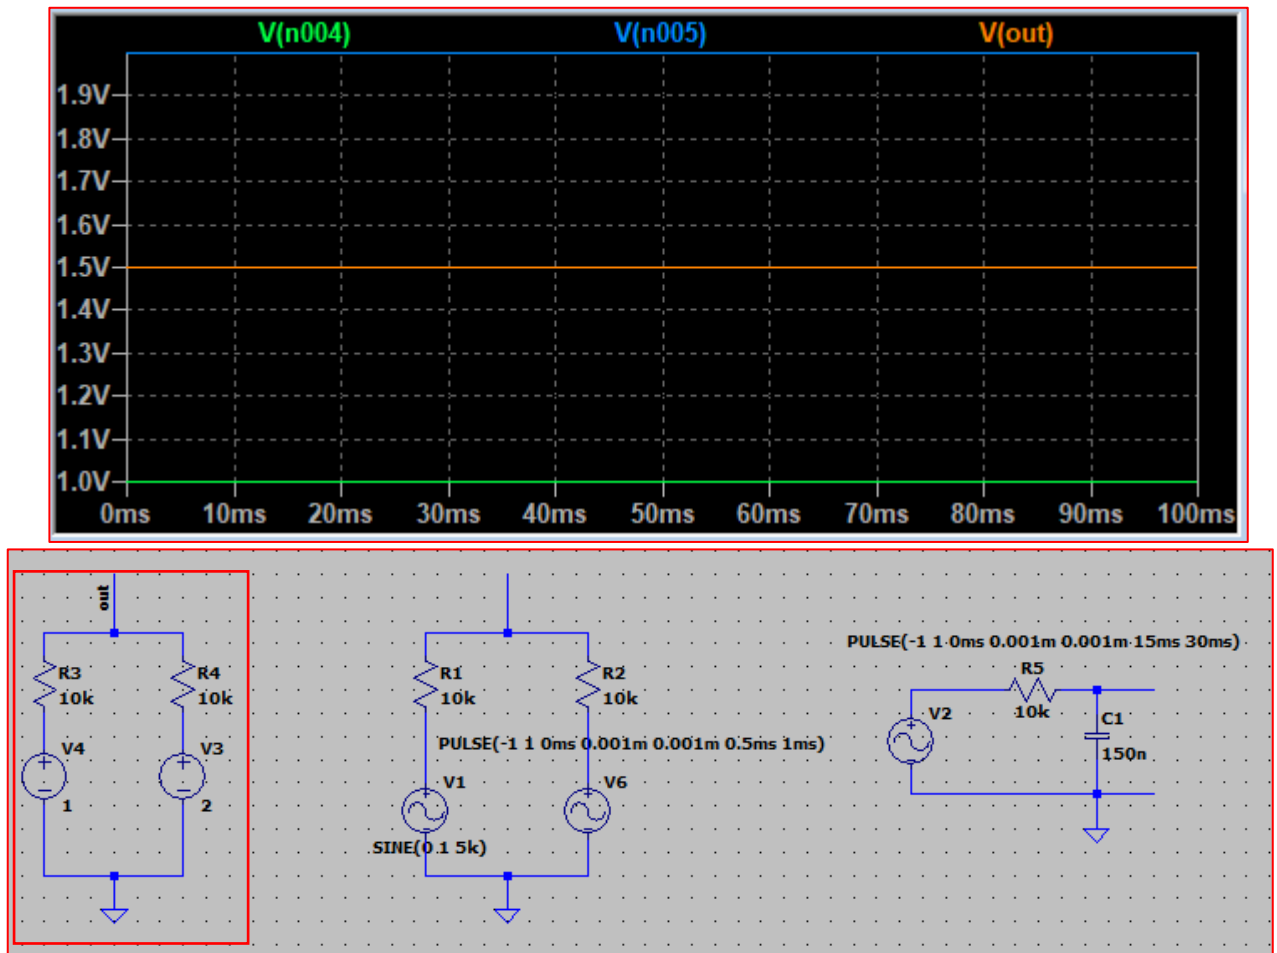 V(n004) V(n005) V(out)
1.9V
1.8V
1.7V
1.6V
1.5V
1.4V
1.3V
1.2V
1.1V
1.0V
0ms 10ms 20ms 30ms 40ms 50ms 60ms 70ms 80ms 90ms 100ms
out
R3
10k
R4
10k
V4
1
V3
2
R1
10k
R2
10k
PULSE(-1 1 0ms 0.001m 0.001m 0.5ms 1ms)
V1
V6
SINE(0 1 5k)
PULSE(-1 1 0ms 0.001m 0.001m 15ms 30ms)
R5
10k
V2
C1
150n